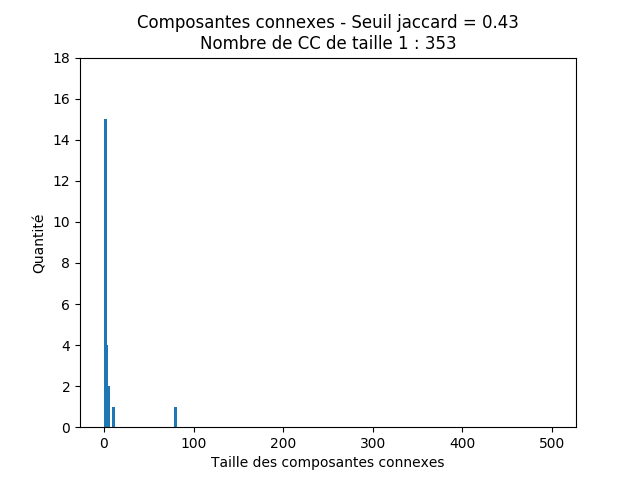 Composantes connexes - Seuil jaccard = 0.43
Nombre de CC de taille 1 : 353
18
16
14
12
10
8
6
4
2
0
Quantité
0 100 200 300 400 500
Taille des composantes connexes